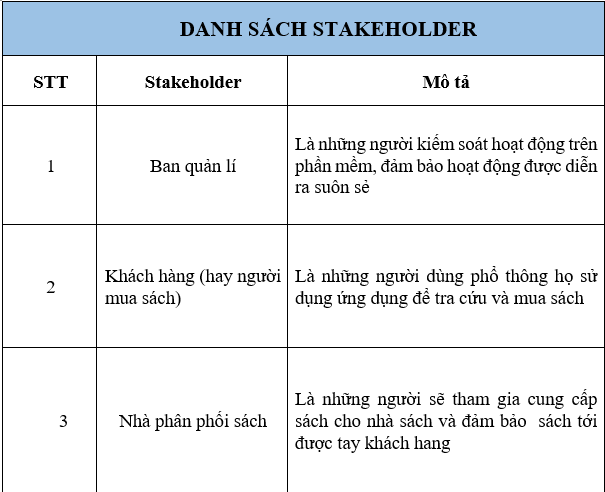 DANH SÁCH STAKEHOLDER
STT Stakeholder Mô tả
1 Ban quản lí
Là những người kiểm soát hoạt động trên
phần mềm, đảm bảo hoạt động được diễn
ra suôn sẻ
2
Khách hàng (hay người
mua sách)
Là những người dùng phổ thông họ sử
dụng ứng dụng để tra cứu và mua sách
3 Nhà phân phối sách
Là những người sẽ tham gia cung cấp
sách cho nhà sách và đảm bảo sách tới
được tay khách hang